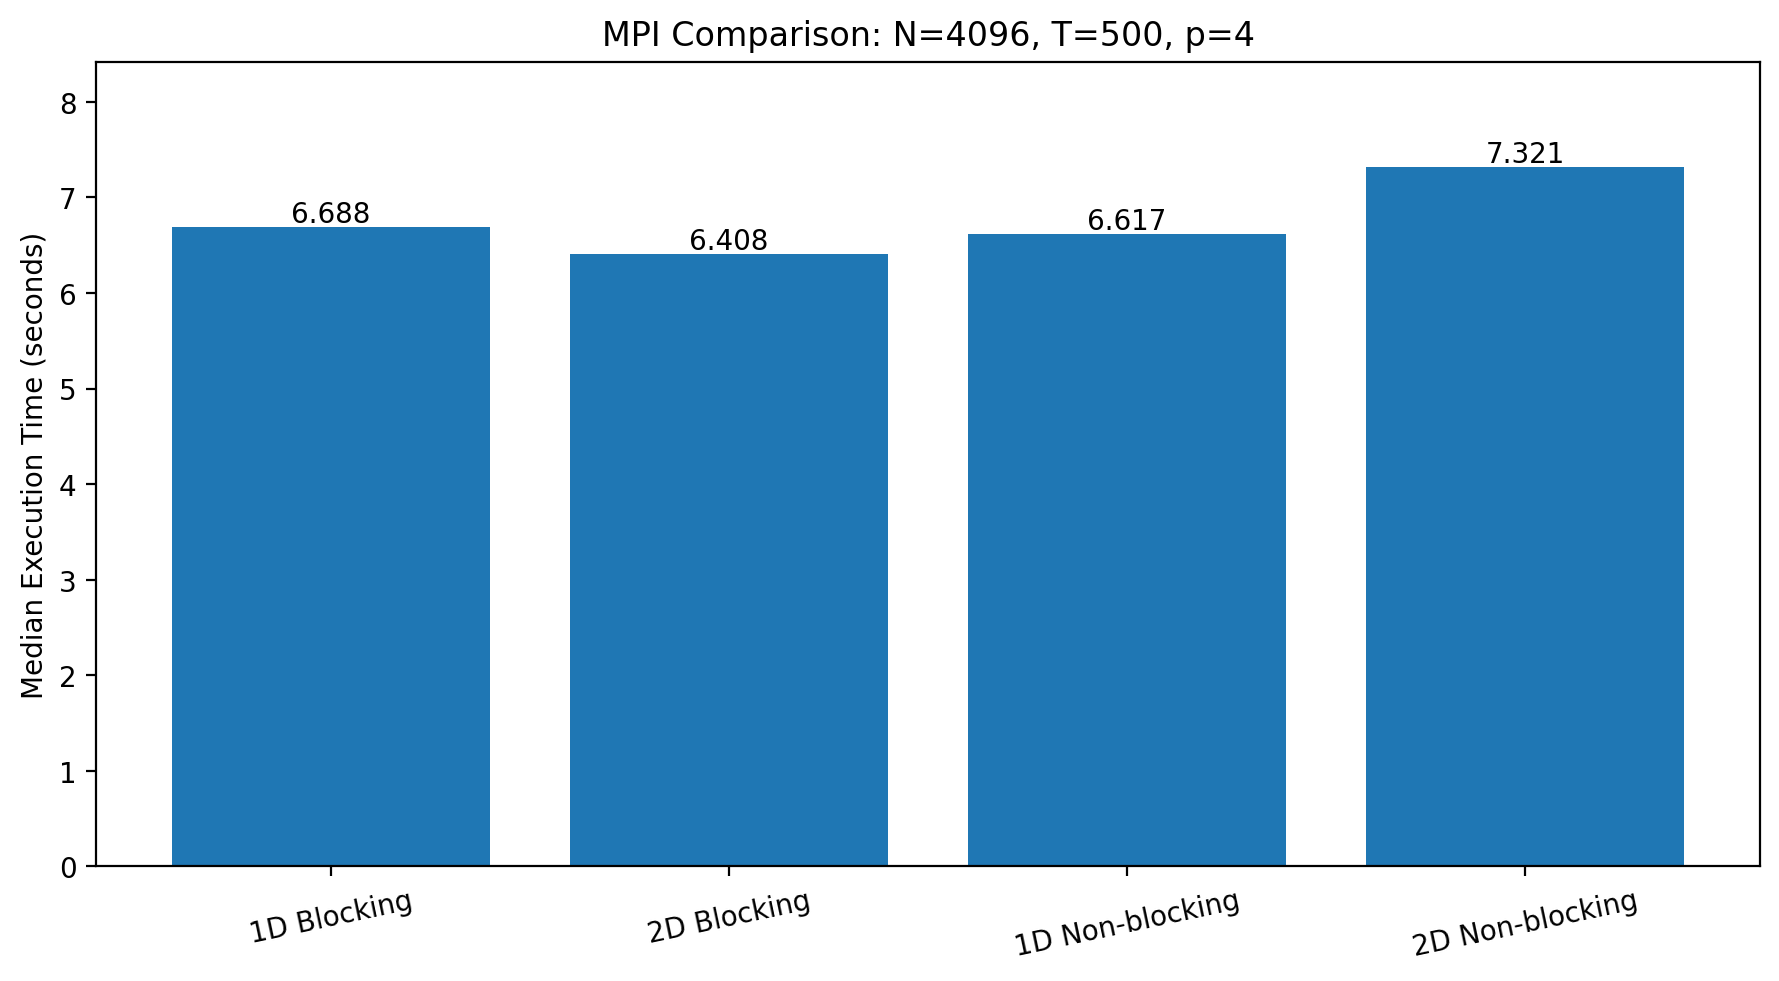 MPI Comparison: N=4096, T=500, p=4
Median Execution Time (seconds)
8
7
6
5
4
3
2
1
0
6.688
6.408
6.617
7.321
1D Blocking
2D Blocking
1D Non-blocking
2D Non-blocking